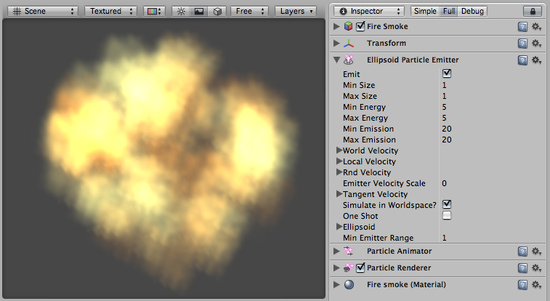 Scene Textured Free Layers
Inspector Simple Full Debug
Fire Smoke
Transform
Ellipsoid Particle Emitter
Emit
Min Size 1
Max Size 1
Min Energy 5
Max Energy 5
Min Emission 20
Max Emission 20
World Velocity
Local Velocity
Rnd Velocity
Emitter Velocity Scale 0
Tangent Velocity
Simulate in Worldspace?
One Shot
Ellipsoid
Min Emitter Range 1
Particle Animator
Particle Renderer
Fire smoke (Material)